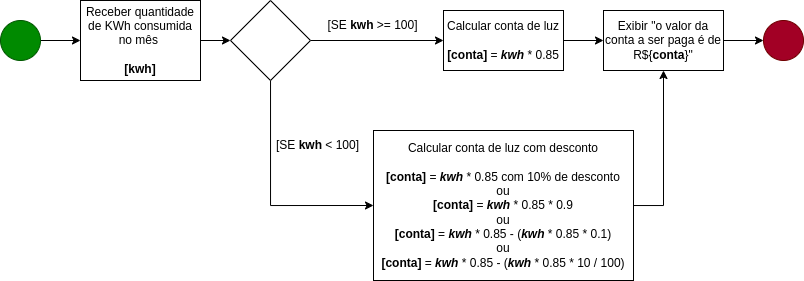 Receber quantidade
de KWh consumida
no mês
[kwh]
[SE kwh >= 100]
Calcular conta de luz
[conta] = kwh * 0.85
Exibir "o valor da
conta a ser paga é de
R${conta}"
[SE kwh < 100]
Calcular conta de luz com desconto
[conta] = kwh * 0.85 com 10% de desconto
ou
[conta] = kwh * 0.85 * 0.9
ou
[conta] = kwh * 0.85 - (kwh * 0.85 * 0.1)
ou
[conta] = kwh * 0.85 - (kwh * 0.85 * 10 / 100)